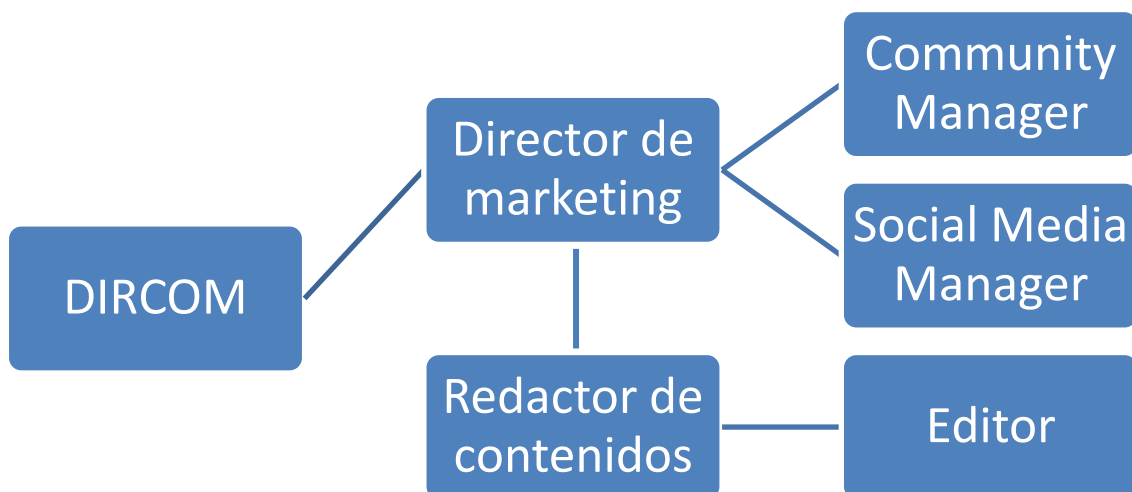 DIRCOM
Director de
marketing
Community
Manager
Social Media
Manager
Redactor de
contenidos
Editor